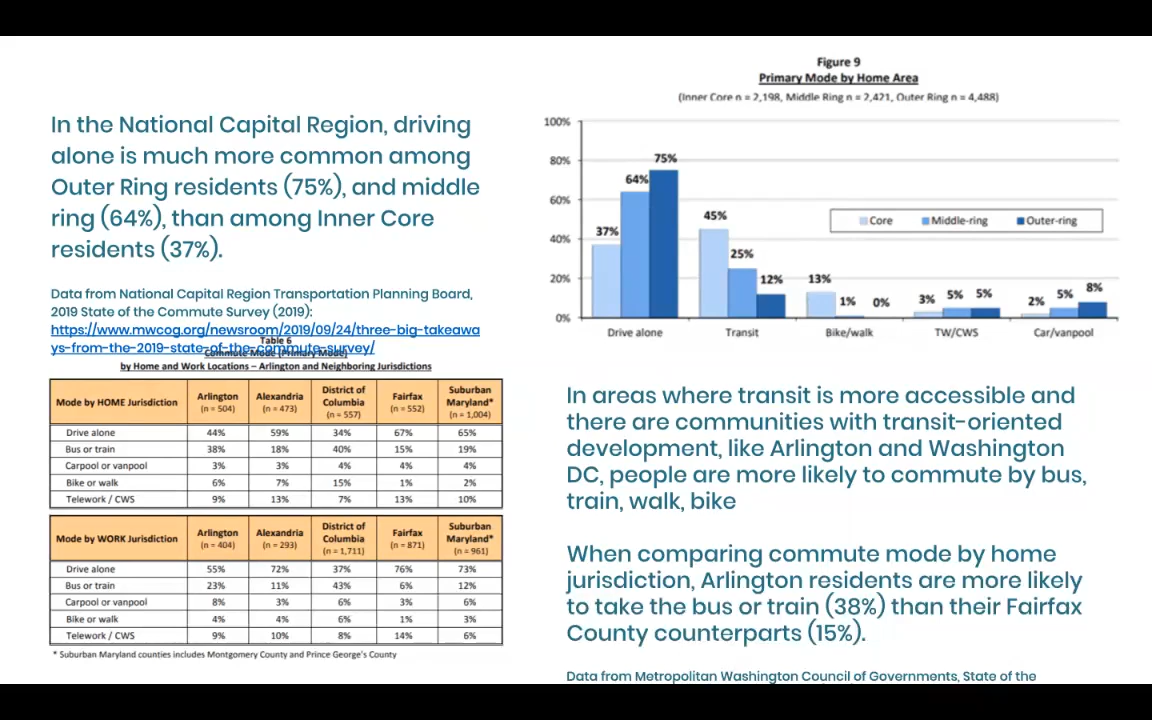 In the National Capital Region, driving
alone is much more common among
Outer Ring residents (75%), and middle
ring (64%), than among Inner Core
residents (37%).
Data from National Capital Region Transportation Planning Board,
2019 State of the Commute Survey (2019):
https://www.mwcog.org/newsroom/2019/09/24/three-big-takeawa
ys-from-the-2019-state-of-the-commute-survey/
Table 6
Commute Mode (Primary Mode)
by Home and Work Locations – Arlington and Neighboring Jurisdictions
Mode by HOME Jurisdiction Arlington (n = 504) Alexandria (n = 473) District of Columbia (n = 557) Fairfax (n = 552) Suburban Maryland* (n = 1,004)
Drive alone 44% 59% 34% 67% 65%
Bus or train 38% 18% 40% 15% 19%
Carpool or vanpool 3% 3% 4% 4% 4%
Bike or walk 6% 7% 15% 1% 2%
Telework / CWS 9% 13% 7% 13% 10%
Mode by WORK Jurisdiction Arlington (n = 404) Alexandria (n = 293) District of Columbia (n = 1,711) Fairfax (n = 871) Suburban Maryland* (n = 961)
Drive alone 55% 72% 37% 76% 73%
Bus or train 23% 11% 43% 6% 12%
Carpool or vanpool 8% 3% 6% 3% 6%
Bike or walk 4% 4% 6% 1% 3%
Telework / CWS 9% 10% 8% 14% 6%
* Suburban Maryland counties includes Montgomery County and Prince George's County
Figure 9
Primary Mode by Home Area
(Inner Core n = 2,198, Middle Ring n = 2,421, Outer Ring n = 4,488)
100%
80%
60%
40%
20%
0%
37% 64% 75%
45% 25% 12%
13% 1% 0%
3% 5% 5%
2% 5% 8%
Core Middle-ring Outer-ring
Drive alone Transit Bike/walk TW/CWS Car/vanpool
In areas where transit is more accessible and
there are communities with transit-oriented
development, like Arlington and Washington
DC, people are more likely to commute by bus,
train, walk, bike
When comparing commute mode by home
jurisdiction, Arlington residents are more likely
to take the bus or train (38%) than their Fairfax
County counterparts (15%).
Data from Metropolitan Washington Council of Governments, State of the